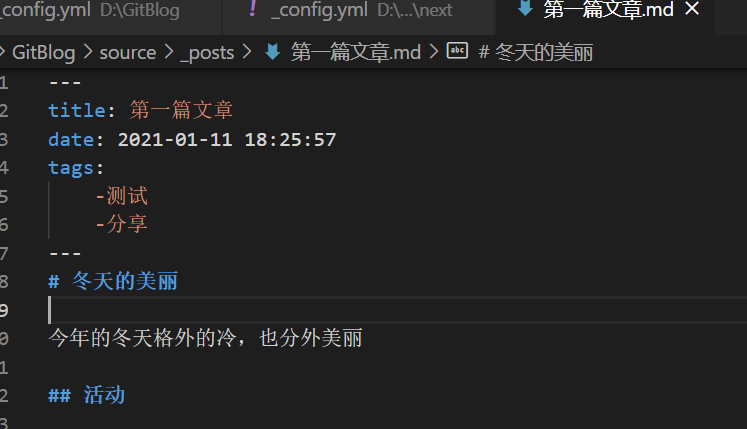 _config.yml D:\GitBlog ! _config.yml D:\...\next 第一篇文章.md ×
> GitBlog > source > _posts > 第一篇文章.md > abc # 冬天的美丽
1 ---
2 title: 第一篇文章
3 date: 2021-01-11 18:25:57
4 tags:
5 -测试
6 -分享
7 ---
8 # 冬天的美丽
9
0 今年的冬天格外的冷，也分外美丽
1
2 ## 活动
3